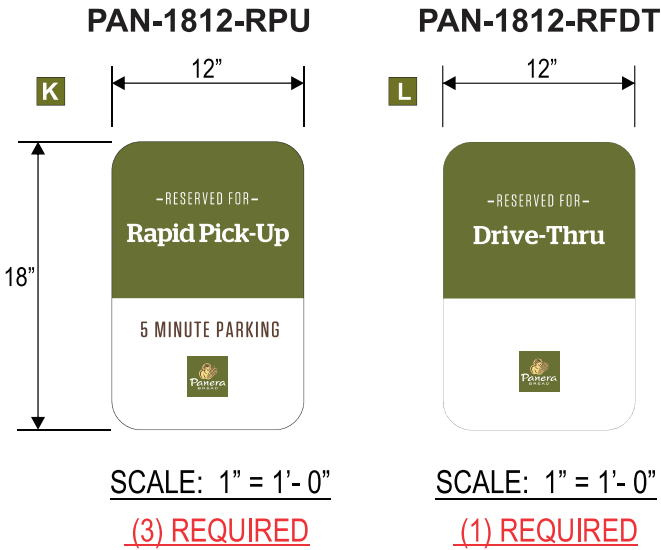 PAN-1812-RPU
PAN-1812-RFDT
12”
12”
K
L
18”
–RESERVED FOR–
Rapid Pick-Up
5 MINUTE PARKING
Panera
BREAD
–RESERVED FOR–
Drive-Thru
Panera
BREAD
SCALE: 1” = 1’- 0”
(3) REQUIRED
SCALE: 1” = 1’- 0”
(1) REQUIRED